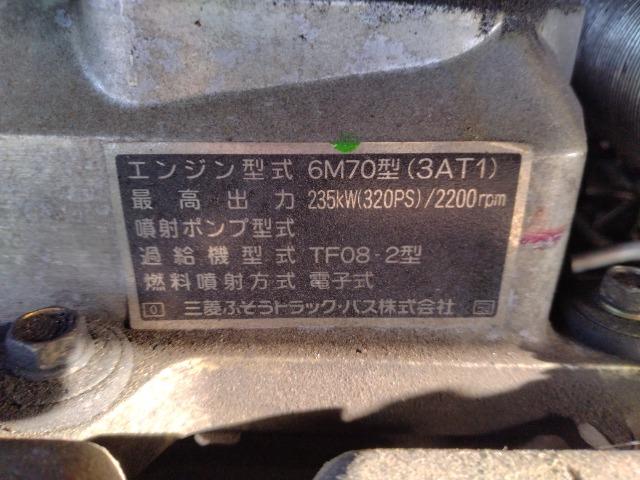 エンジン型式 6M70型(3AT1)
最高出力 235kW(320PS)/2200rpm
噴射ポンプ型式
過給機型式 TF08-2型
燃料噴射方式 電子式
三菱ふそうトラック・バス株式会社